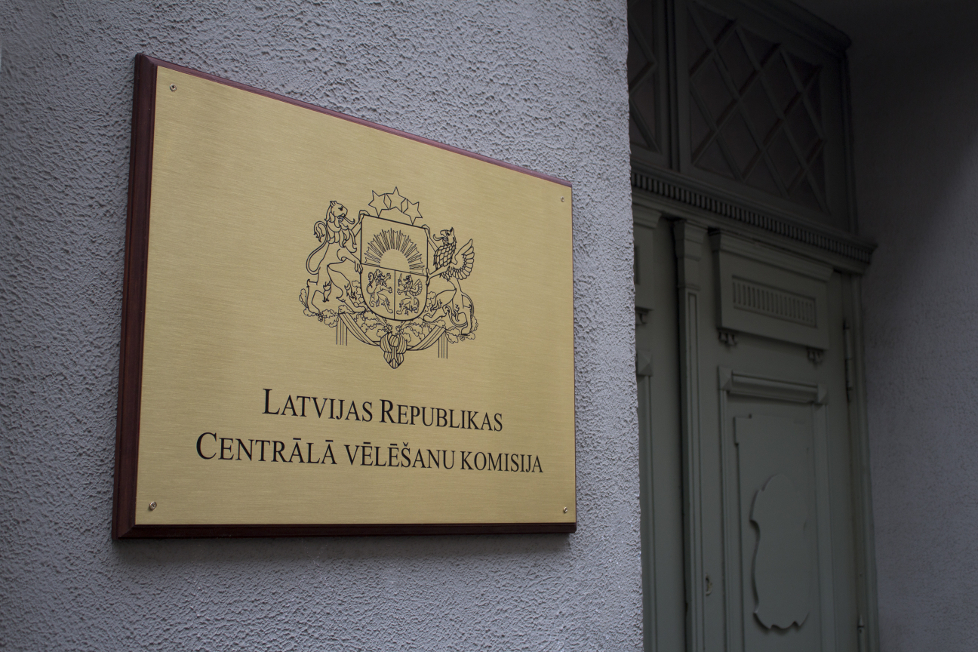 LATVIJAS REPUBLIKAS
CENTRĀLĀ VĒLĒŠANU KOMISIJA